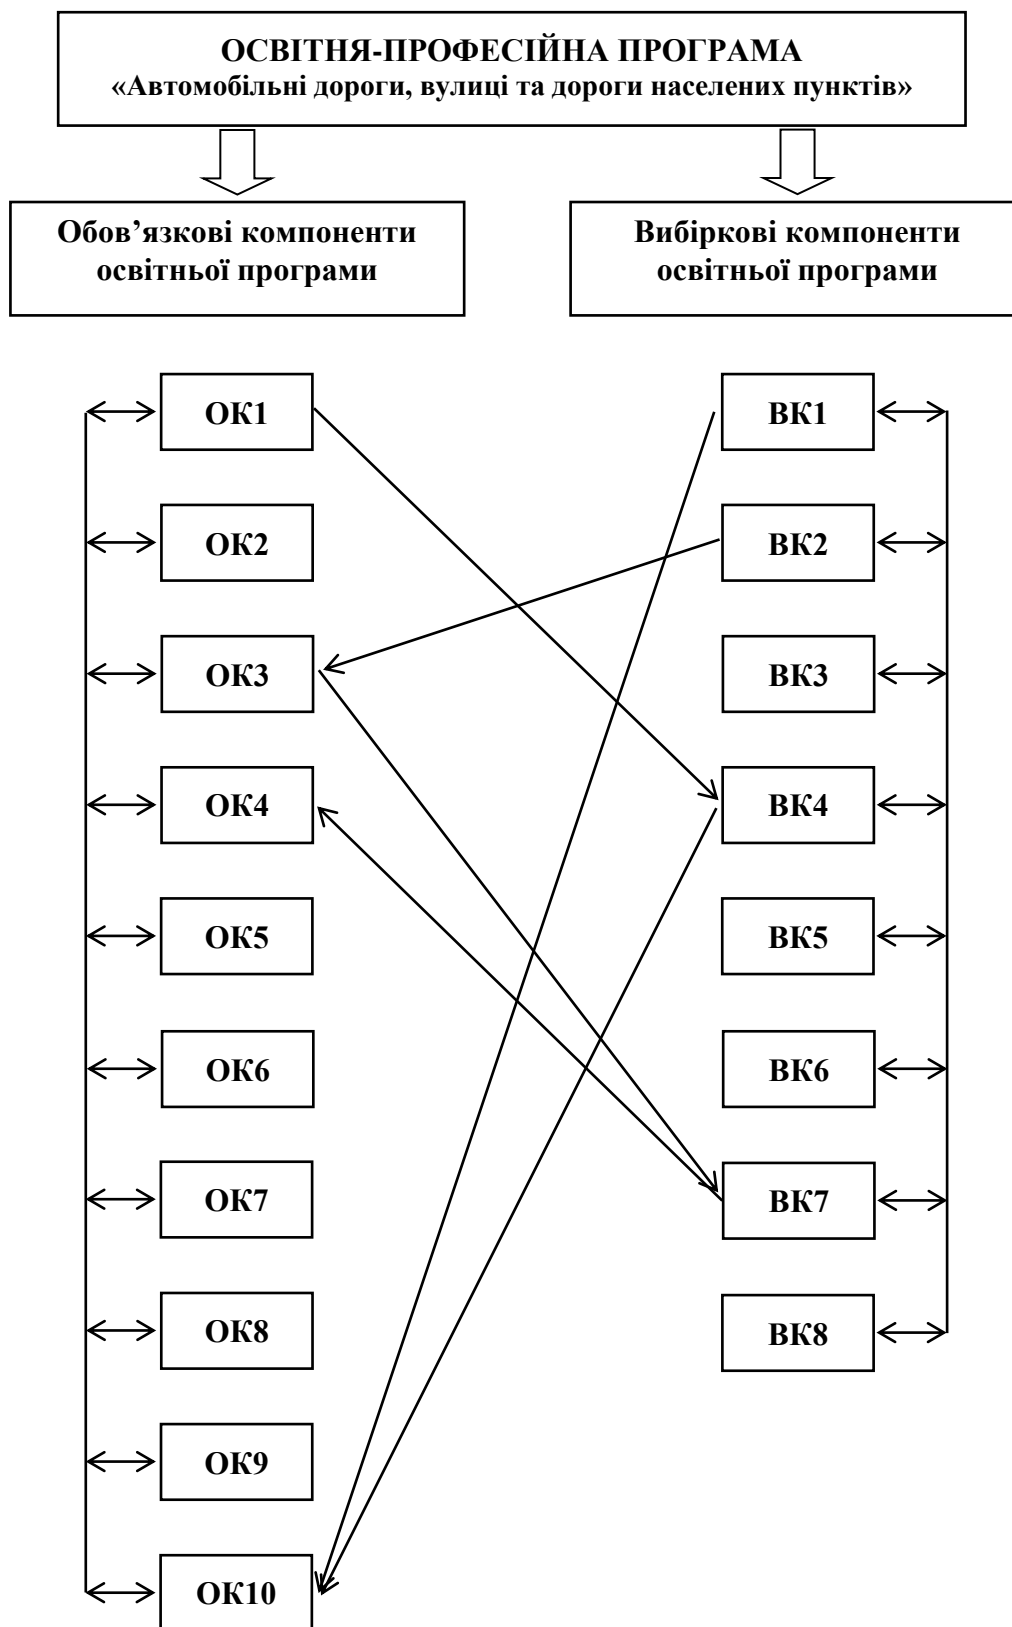 ОСВІТНЯ-ПРОФЕСІЙНА ПРОГРАМА
«Автомобільні дороги, вулиці та дороги населених пунктів»
Обов’язкові компоненти
освітньої програми
Вибіркові компоненти
освітньої програми
ОК1
ВК1
ОК2
ВК2
ОК3
ВК3
ОК4
ВК4
ОК5
ВК5
ОК6
ВК6
ОК7
ВК7
ОК8
ВК8
ОК9
ОК10